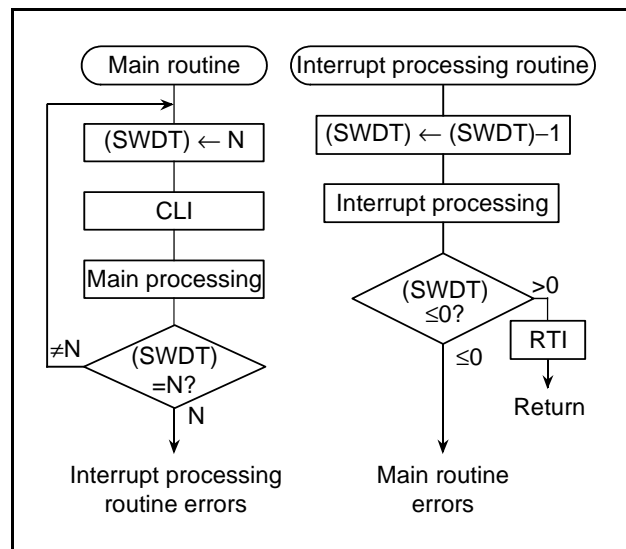 Main routine
(SWDT) ← N
CLI
Main processing
≠N
(SWDT)
=N?
N
Interrupt processing
routine errors
Interrupt processing routine
(SWDT) ← (SWDT)–1
Interrupt processing
(SWDT)
≤0?
>0
RTI
Return
≤0
Main routine
errors